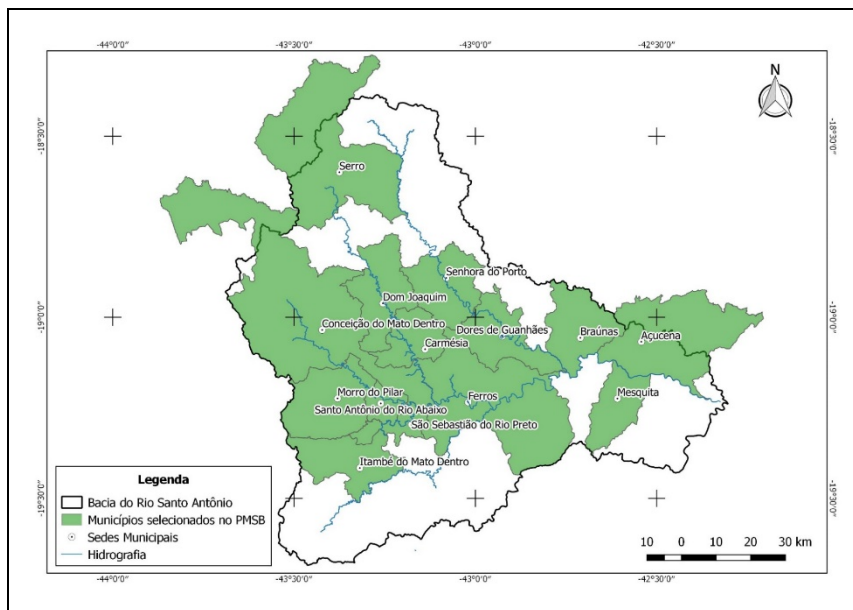 -44°0'0"
-43°30'0"
-43°0'0"
-42°30'0"
N
-18°30'0"
-18°30'0"
Serro
Senhora do Porto
Dom Joaquim
-19°0'0"
-19°0'0"
Conceição do Mato Dentro
Dores de Guanhães
Braúnas
Açucena
Carmésia
Morro do Pilar
Ferros
Mesquita
Santo Antônio do Rio Abaixo
São Sebastião do Rio Preto
Itambé do Mato Dentro
Legenda
Bacia do Rio Santo Antônio
Municípios selecionados no PMSB
Sedes Municipais
Hidrografia
-19°30'0"
-19°30'0"
10 0 10 20 30 km
-44°0'0"
-43°30'0"
-43°0'0"
-42°30'0"